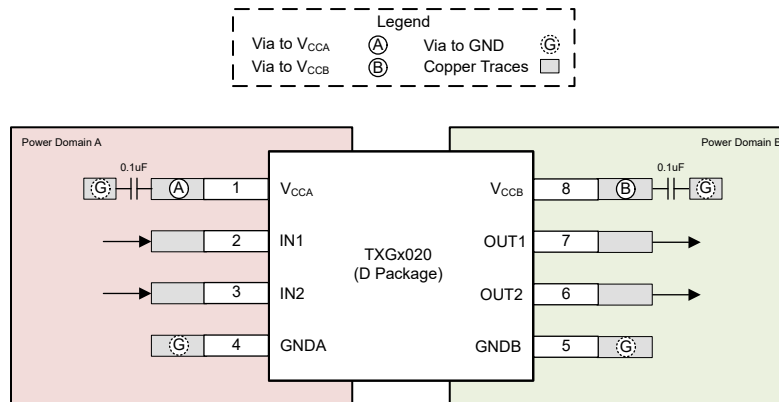 Legend
Via to VCCA A Via to GND G
Via to VCCB B Copper Traces
Power Domain A
Power Domain B
G 0.1uF A 1 VCCA
VCCB 8 B 0.1uF G
2 IN1
OUT1 7
TXGx020
(D Package)
3 IN2
OUT2 6
G 4 GNDA
GNDB 5 G